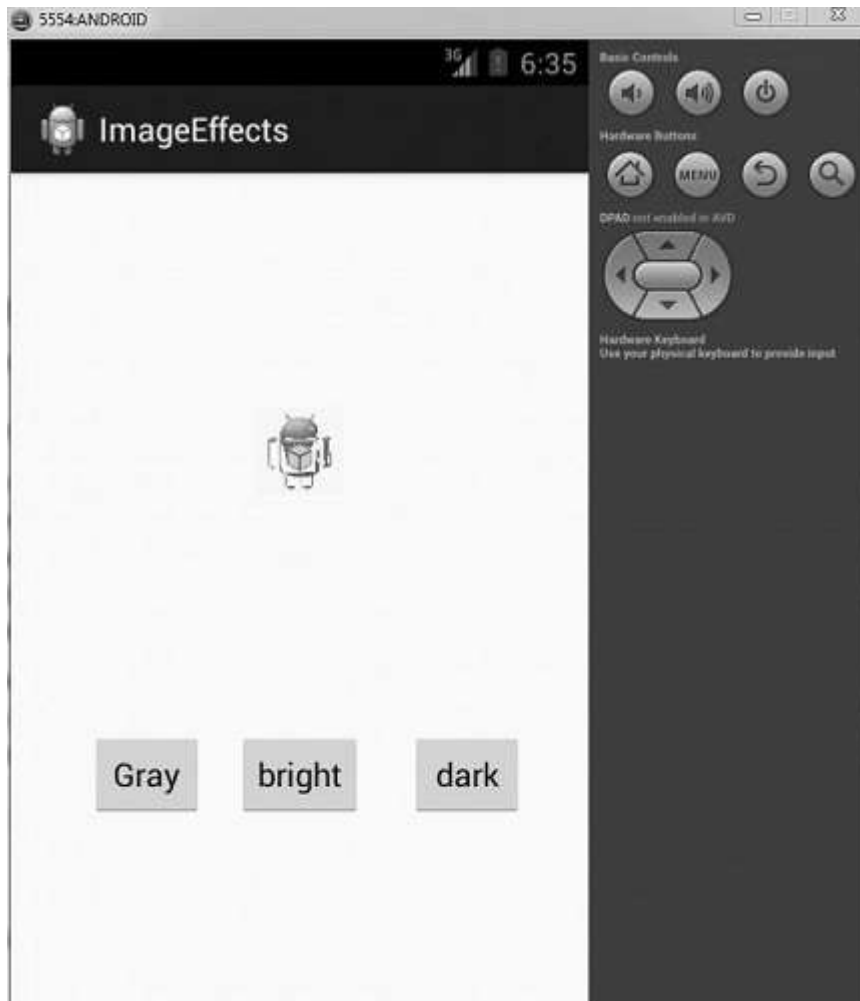 5554:ANDROID
3G 6:35
ImageEffects
Basic Controls
Hardware Buttons
MENU
DPAD not enabled in AVD
Hardware Keyboard
Use your physical keyboard to provide input
Gray bright dark